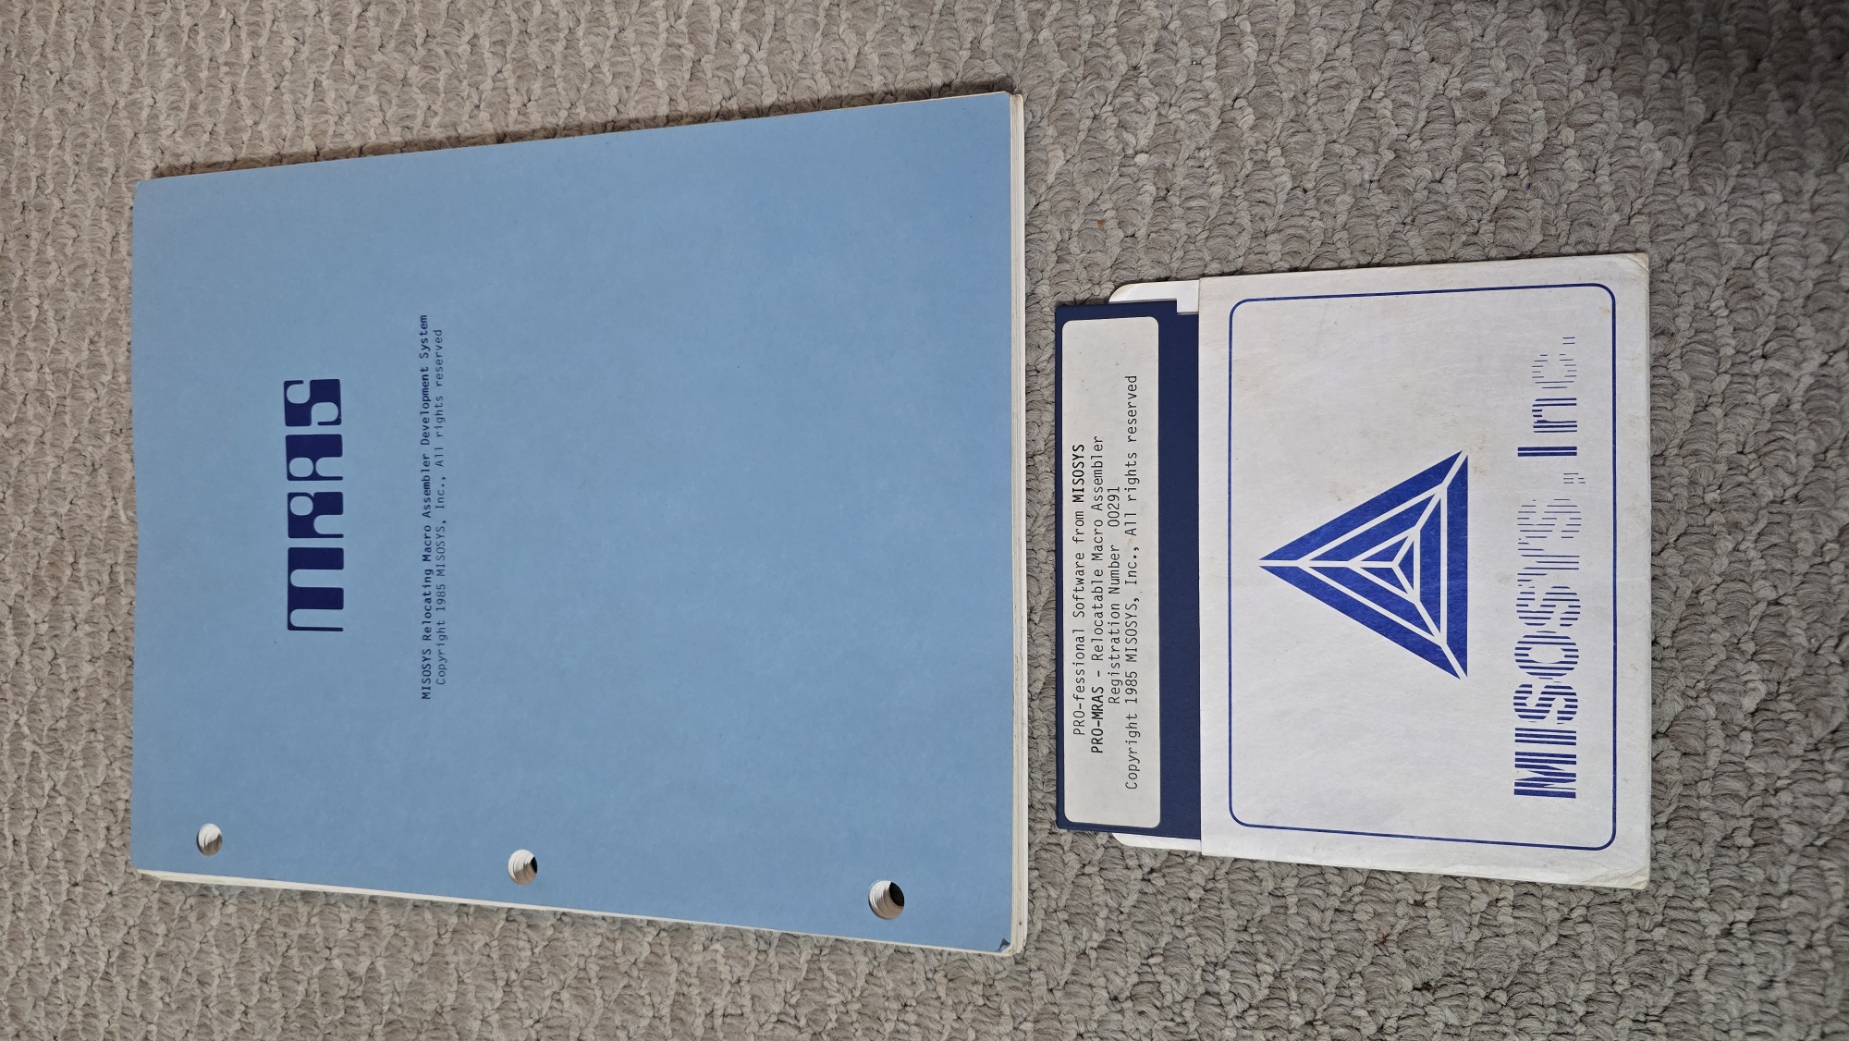 MRAS
MISOSYS Relocating Macro Assembler Development System
Copyright 1985 MISOSYS, Inc., All rights reserved
PRO-fessional Software from MISOSYS
PRO-MRAS - Relocatable Macro Assembler
Registration Number 00291
Copyright 1985 MISOSYS, Inc., All rights reserved
MISOSYS, Inc.